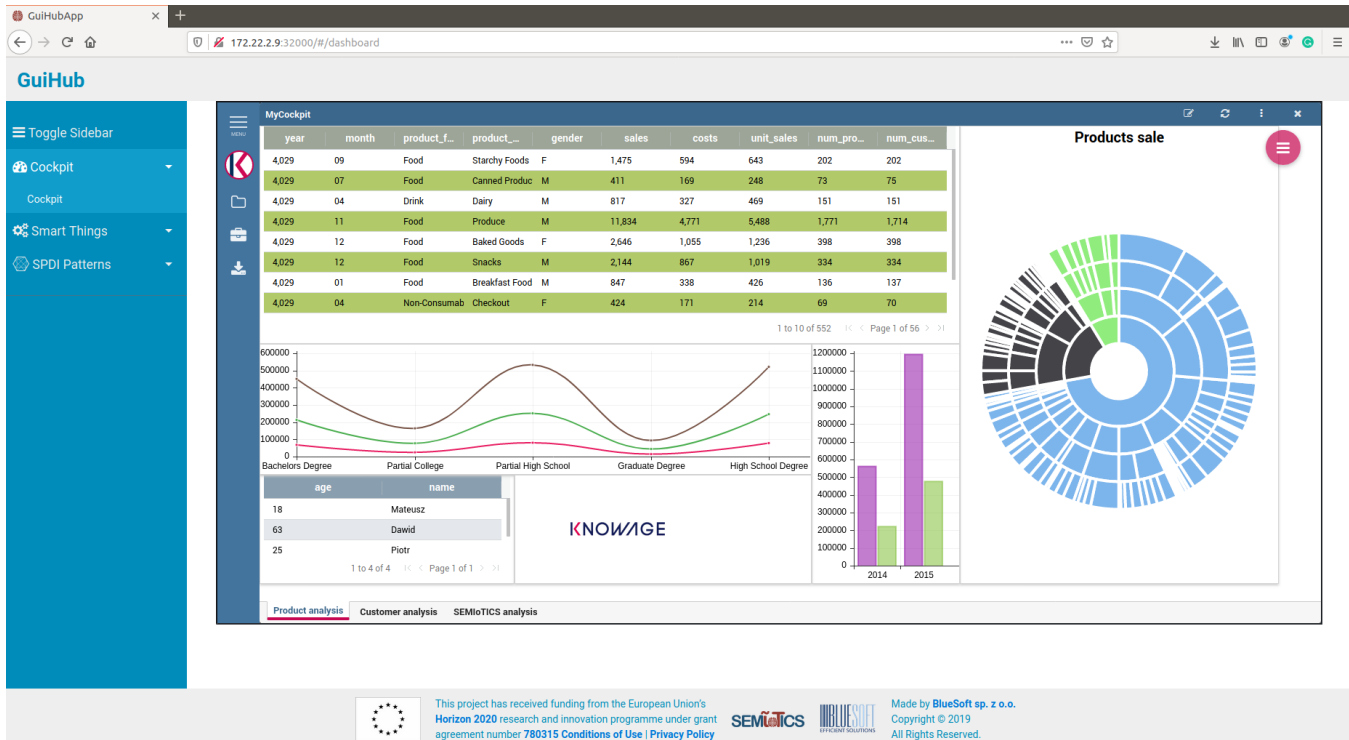 GuiHubApp
172.22.2.9:32000/#/dashboard
GuiHub
Toggle Sidebar
Cockpit
Cockpit
Smart Things
SPDI Patterns
MENU
MyCockpit
year month product_f... product_... gender sales costs unit_sales num_pro... num_cus...
4,029 09 Food Starchy Foods F 1,475 594 643 202 202
4,029 07 Food Canned Produc M 411 169 248 73 75
4,029 04 Drink Dairy M 817 327 469 151 151
4,029 11 Food Produce M 11,834 4,771 5,488 1,771 1,714
4,029 12 Food Baked Goods F 2,646 1,055 1,236 398 398
4,029 12 Food Snacks M 2,144 867 1,019 334 334
4,029 01 Food Breakfast Food M 847 338 426 136 137
4,029 04 Non-Consumab Checkout F 424 171 214 69 70
1 to 10 of 552 Page 1 of 56
Products sale
600000
500000
400000
300000
200000
100000
0
Bachelors Degree Partial College Partial High School Graduate Degree High School Degree
1200000
1100000
1000000
900000
800000
700000
600000
500000
400000
300000
200000
100000
0
2014 2015
age name
18 Mateusz
63 Dawid
25 Piotr
1 to 4 of 4 Page 1 of 1
KNOWAGE
Product analysis Customer analysis SEMIoTICS analysis
This project has received funding from the European Union's
Horizon 2020 research and innovation programme under grant
agreement number 780315 Conditions of Use | Privacy Policy
SEMIoTICS
BLUESOFT
EFFICIENT SOLUTIONS
Made by BlueSoft sp. z o.o.
Copyright © 2019
All Rights Reserved.